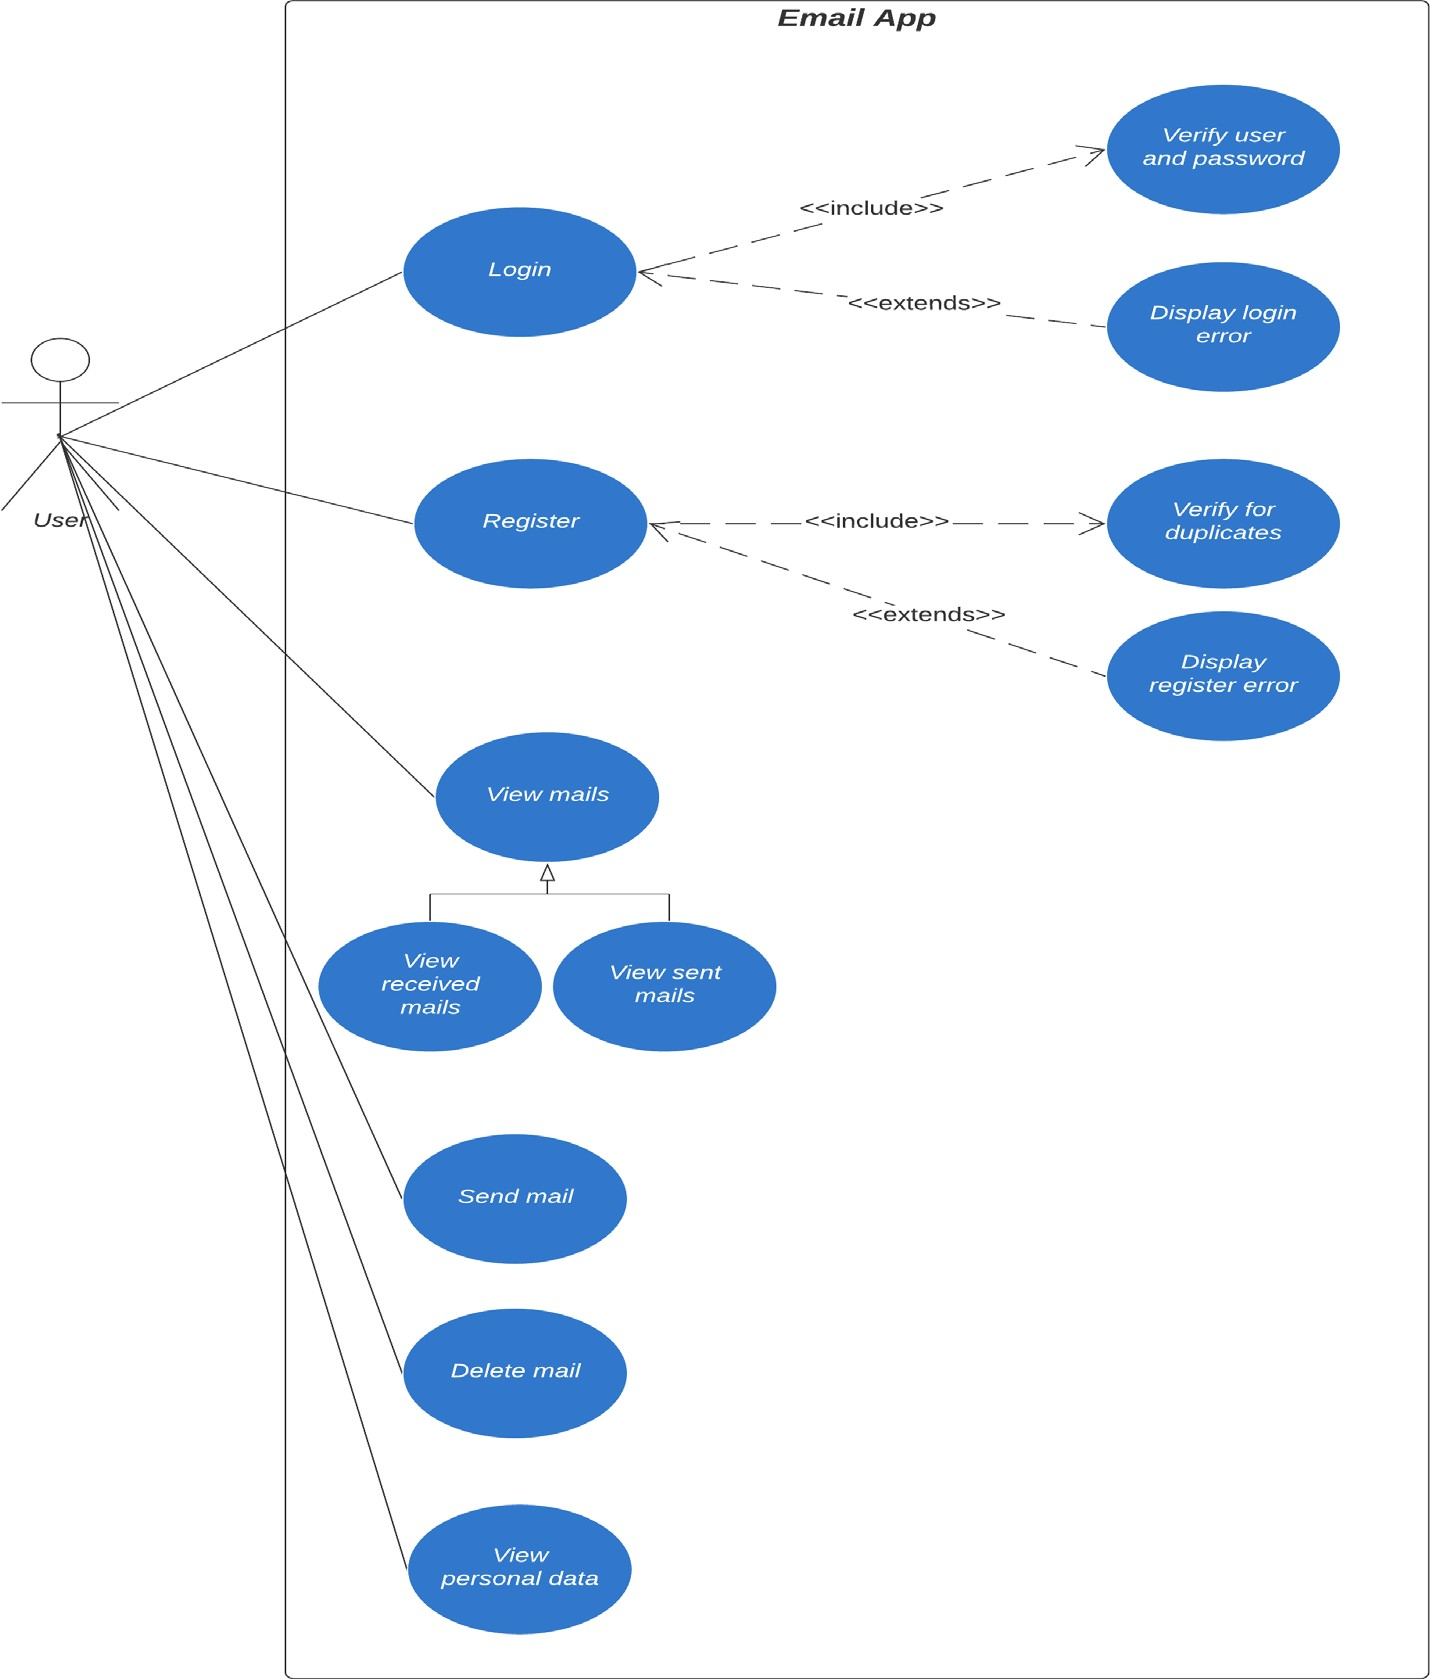 Email App
Verify user
and password
<<include>>
Login
<<extends>>
Display login
error
User
Register
<<include>>
Verify for
duplicates
<<extends>>
Display
register error
View mails
View
received
mails
View sent
mails
Send mail
Delete mail
View
personal data